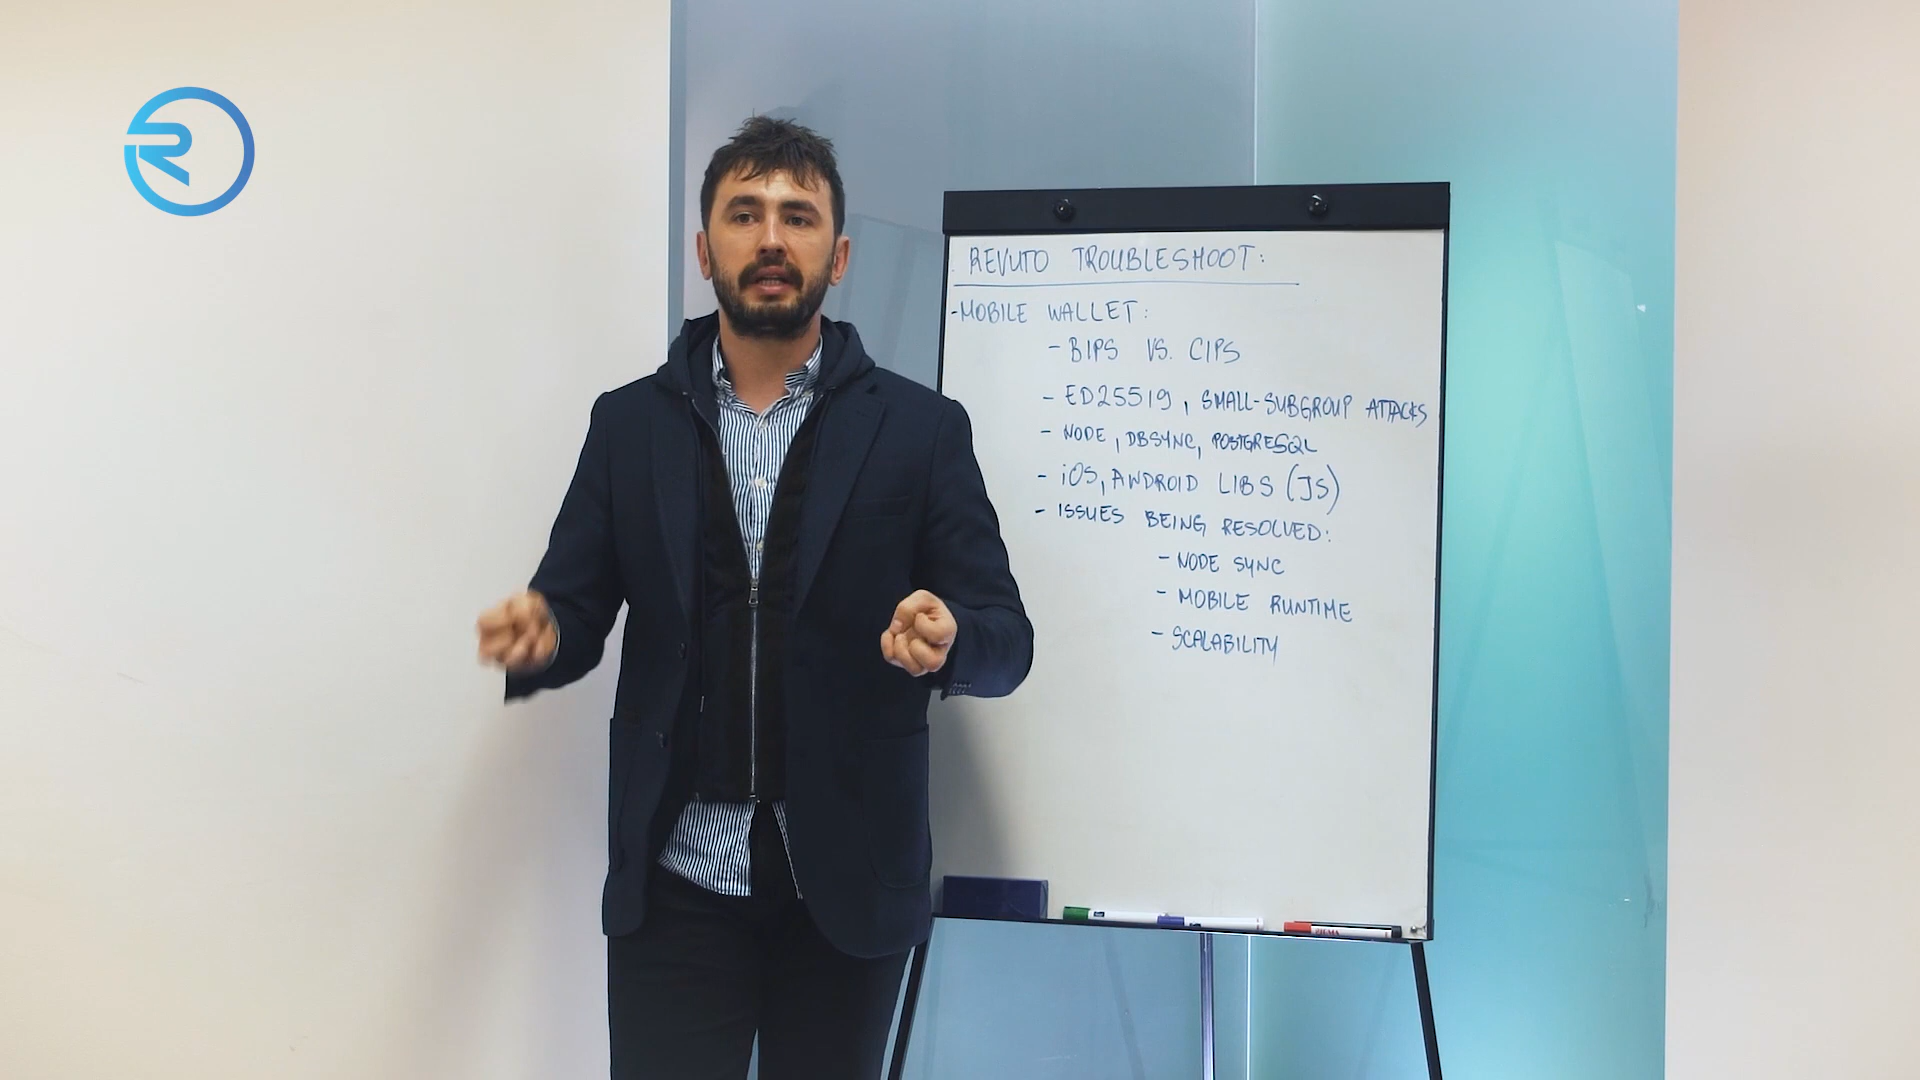 REVUTO TROUBLESHOOT:
-MOBILE WALLET:
- BIPS VS. CIPS
- ED25519, SMALL-SUBGROUP ATTACKS
- NODE, DBSYNC, POSTGRESQL
- iOS, ANDROID LIBS (JS)
- ISSUES BEING RESOLVED:
- NODE SYNC
- MOBILE RUNTIME
- SCALABILITY